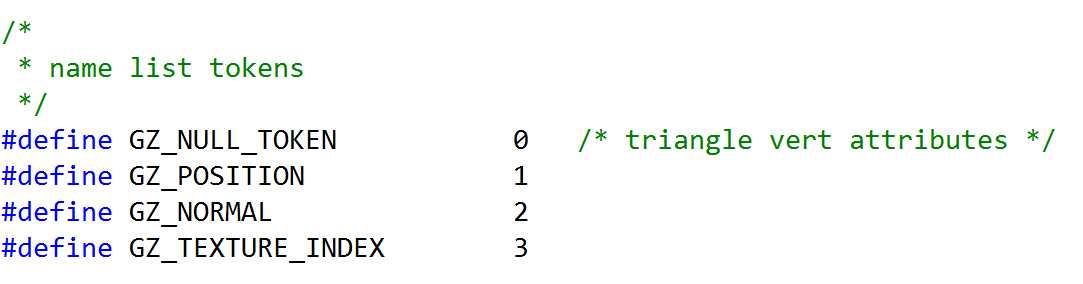 /*
 * name list tokens
 */
#define GZ_NULL_TOKEN           0   /* triangle vert attributes */
#define GZ_POSITION             1
#define GZ_NORMAL               2
#define GZ_TEXTURE_INDEX        3